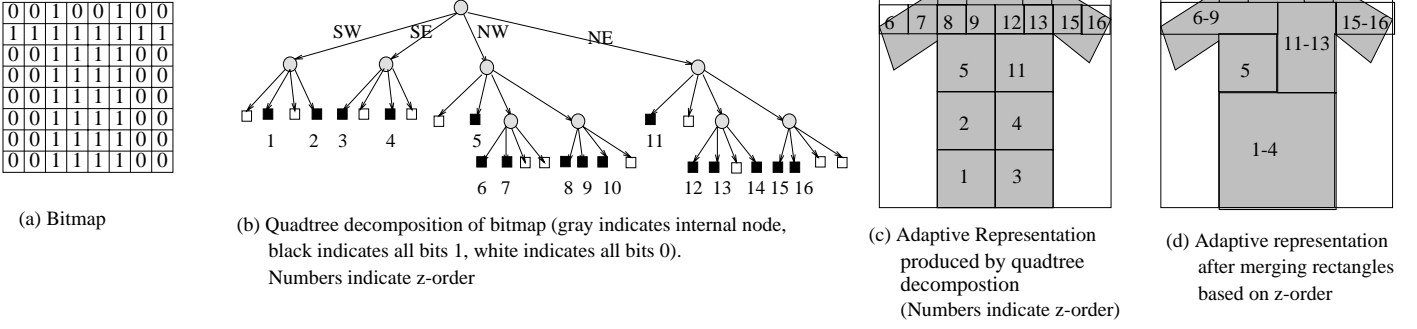 0 0 1 0 0 1 0 0
1 1 1 1 1 1 1 1
0 0 1 1 1 1 0 0
0 0 1 1 1 1 0 0
0 0 1 1 1 1 0 0
0 0 1 1 1 1 0 0
0 0 1 1 1 1 0 0
0 0 1 1 1 1 0 0
(a) Bitmap
SW SE NW NE
1 2 3 4 5 11
6 7 8 9 10 12 13 14 15 16
(b) Quadtree decomposition of bitmap (gray indicates internal node,
black indicates all bits 1, white indicates all bits 0).
Numbers indicate z-order
6 7 8 9 12 13 15 16
5 11
2 4
1 3
(c) Adaptive Representation
produced by quadtree
decompostion
(Numbers indicate z-order)
6-9 15-16
11-13
5
1-4
(d) Adaptive representation
after merging rectangles
based on z-order